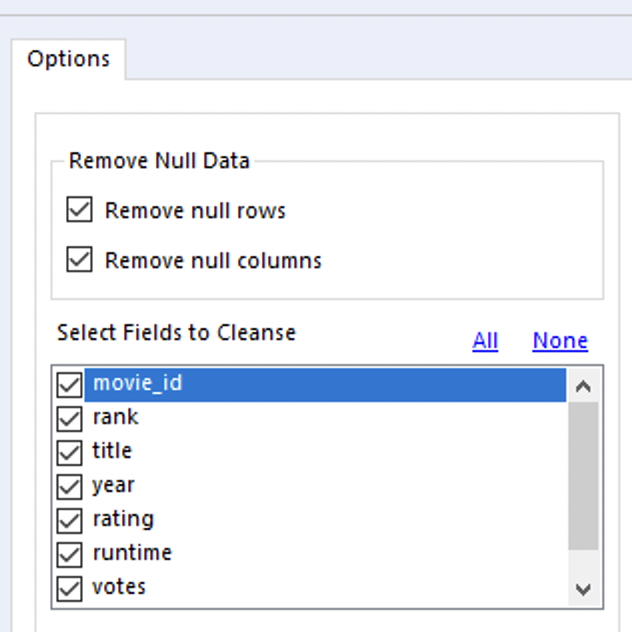 Options
Remove Null Data
Remove null rows
Remove null columns
Select Fields to Cleanse All None
movie_id
rank
title
year
rating
runtime
votes